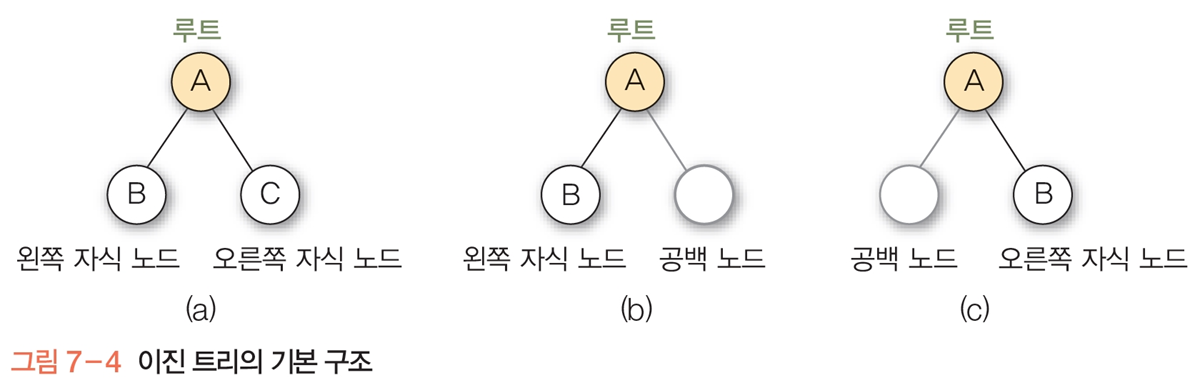 루트 루트 루트
A A A
B C B B
왼쪽 자식 노드 오른쪽 자식 노드 왼쪽 자식 노드 공백 노드 공백 노드 오른쪽 자식 노드
(a) (b) (c)
그림 7-4 이진 트리의 기본 구조